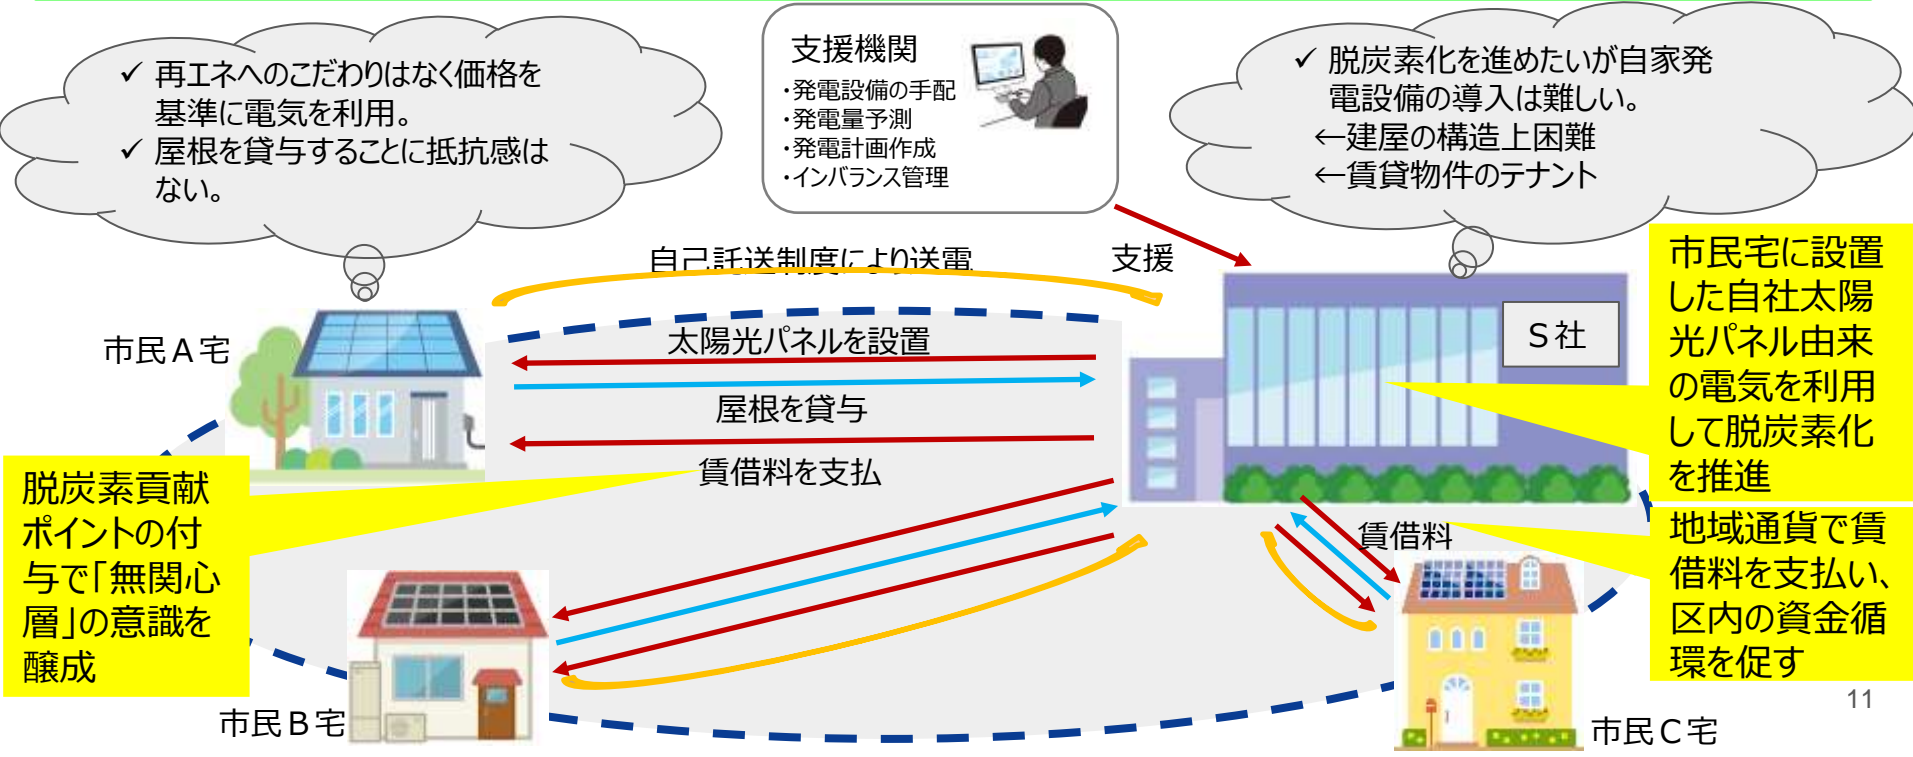 ✓ 再エネへのこだわりはなく価格を
基準に電気を利用。
✓ 屋根を貸与することに抵抗感は
ない。
支援機関
・発電設備の手配
・発電量予測
・発電計画作成
・インバランス管理
✓ 脱炭素化を進めたいが自家発
電設備の導入は難しい。
←建屋の構造上困難
←賃貸物件のテナント
自己託送制度により送電
支援
市民Ａ宅
太陽光パネルを設置
屋根を貸与
賃借料を支払
Ｓ社
市民宅に設置
した自社太陽
光パネル由来
の電気を利用
して脱炭素化
を推進
脱炭素貢献
ポイントの付
与で「無関心
層」の意識を
醸成
賃借料
地域通貨で賃
借料を支払い、
区内の資金循
環を促す
市民Ｂ宅
市民Ｃ宅
11